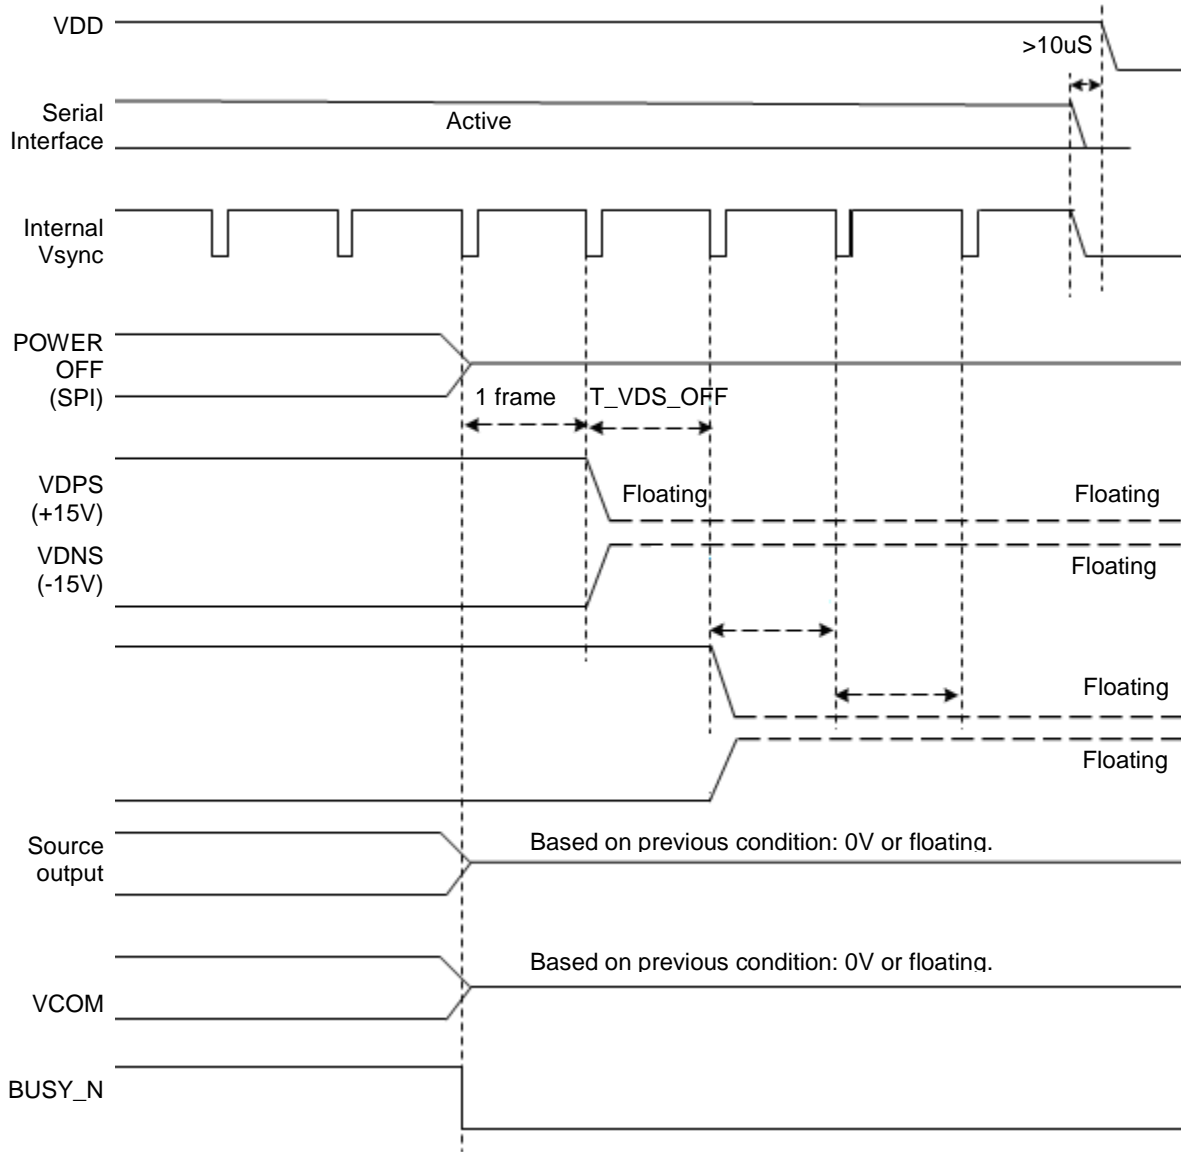 VDD
>10uS
Serial
Interface
Active
Internal
Vsync
POWER
OFF
(SPI)
1 frame
T_VDS_OFF
VDPS
(+15V)
Floating
Floating
VDNS
(-15V)
Floating
Floating
Floating
Source
output
Based on previous condition: 0V or floating.
VCOM
Based on previous condition: 0V or floating.
BUSY_N